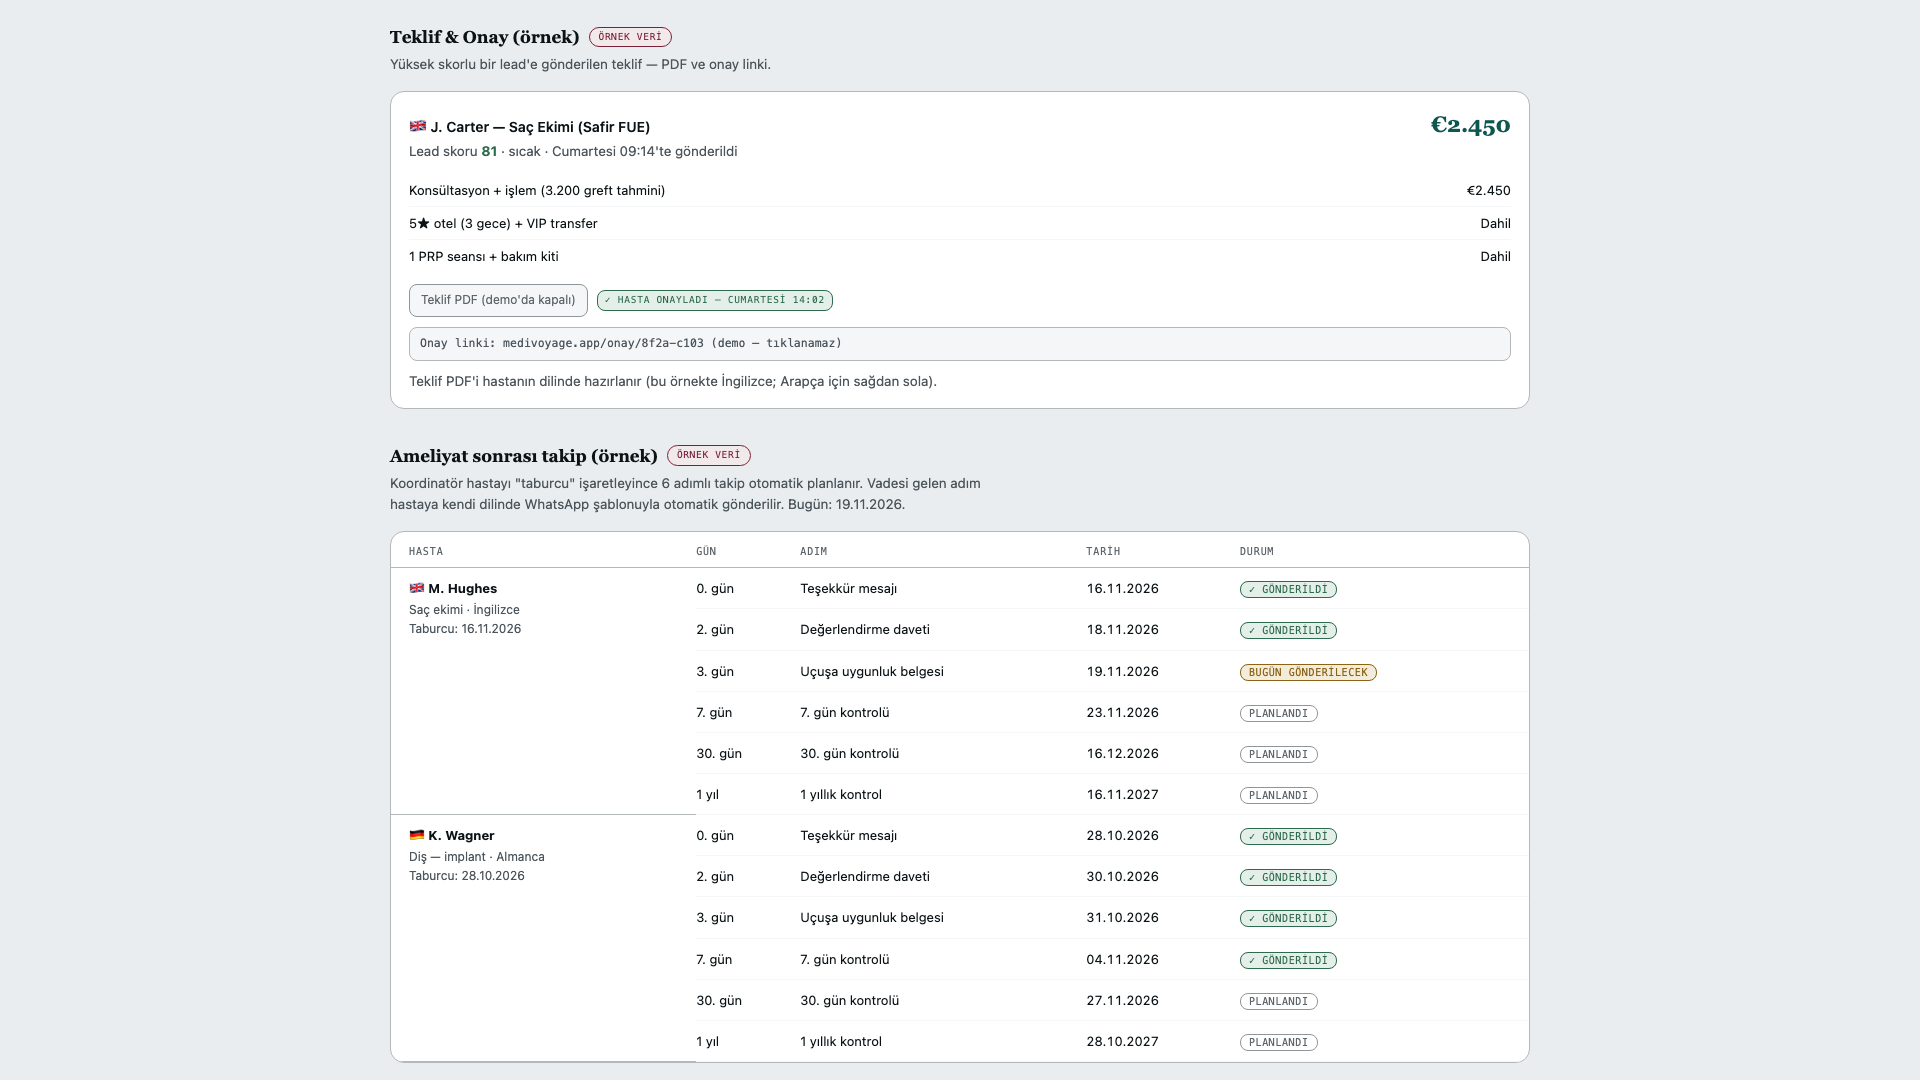 Teklif & Onay (örnek) ÖRNEK VERİ
Yüksek skorlu bir lead'e gönderilen teklif — PDF ve onay linki.
🇬🇧 J. Carter — Saç Ekimi (Safir FUE) €2.450
Lead skoru 81 · sıcak · Cumartesi 09:14'te gönderildi
Konsültasyon + işlem (3.200 greft tahmini) €2.450
5★ otel (3 gece) + VIP transfer Dahil
1 PRP seansı + bakım kiti Dahil
Teklif PDF (demo'da kapalı) ✓ HASTA ONAYLADI — CUMARTESİ 14:02
Onay linki: medivoyage.app/onay/8f2a-c103 (demo — tıklanamaz)
Teklif PDF'i hastanın dilinde hazırlanır (bu örnekte İngilizce; Arapça için sağdan sola).
Ameliyat sonrası takip (örnek) ÖRNEK VERİ
Koordinatör hastayı "taburcu" işaretleyince 6 adımlı takip otomatik planlanır. Vadesi gelen adım
hastaya kendi dilinde WhatsApp şablonuyla otomatik gönderilir. Bugün: 19.11.2026.
HASTA GÜN ADIM TARİH DURUM
🇬🇧 M. Hughes 0. gün Teşekkür mesajı 16.11.2026 ✓ GÖNDERİLDİ
Saç ekimi · İngilizce
Taburcu: 16.11.2026
2. gün Değerlendirme daveti 18.11.2026 ✓ GÖNDERİLDİ
3. gün Uçuşa uygunluk belgesi 19.11.2026 BUGÜN GÖNDERİLECEK
7. gün 7. gün kontrolü 23.11.2026 PLANLANDI
30. gün 30. gün kontrolü 16.12.2026 PLANLANDI
1 yıl 1 yıllık kontrol 16.11.2027 PLANLANDI
🇩🇪 K. Wagner 0. gün Teşekkür mesajı 28.10.2026 ✓ GÖNDERİLDİ
Diş — implant · Almanca
Taburcu: 28.10.2026
2. gün Değerlendirme daveti 30.10.2026 ✓ GÖNDERİLDİ
3. gün Uçuşa uygunluk belgesi 31.10.2026 ✓ GÖNDERİLDİ
7. gün 7. gün kontrolü 04.11.2026 ✓ GÖNDERİLDİ
30. gün 30. gün kontrolü 27.11.2026 PLANLANDI
1 yıl 1 yıllık kontrol 28.10.2027 PLANLANDI